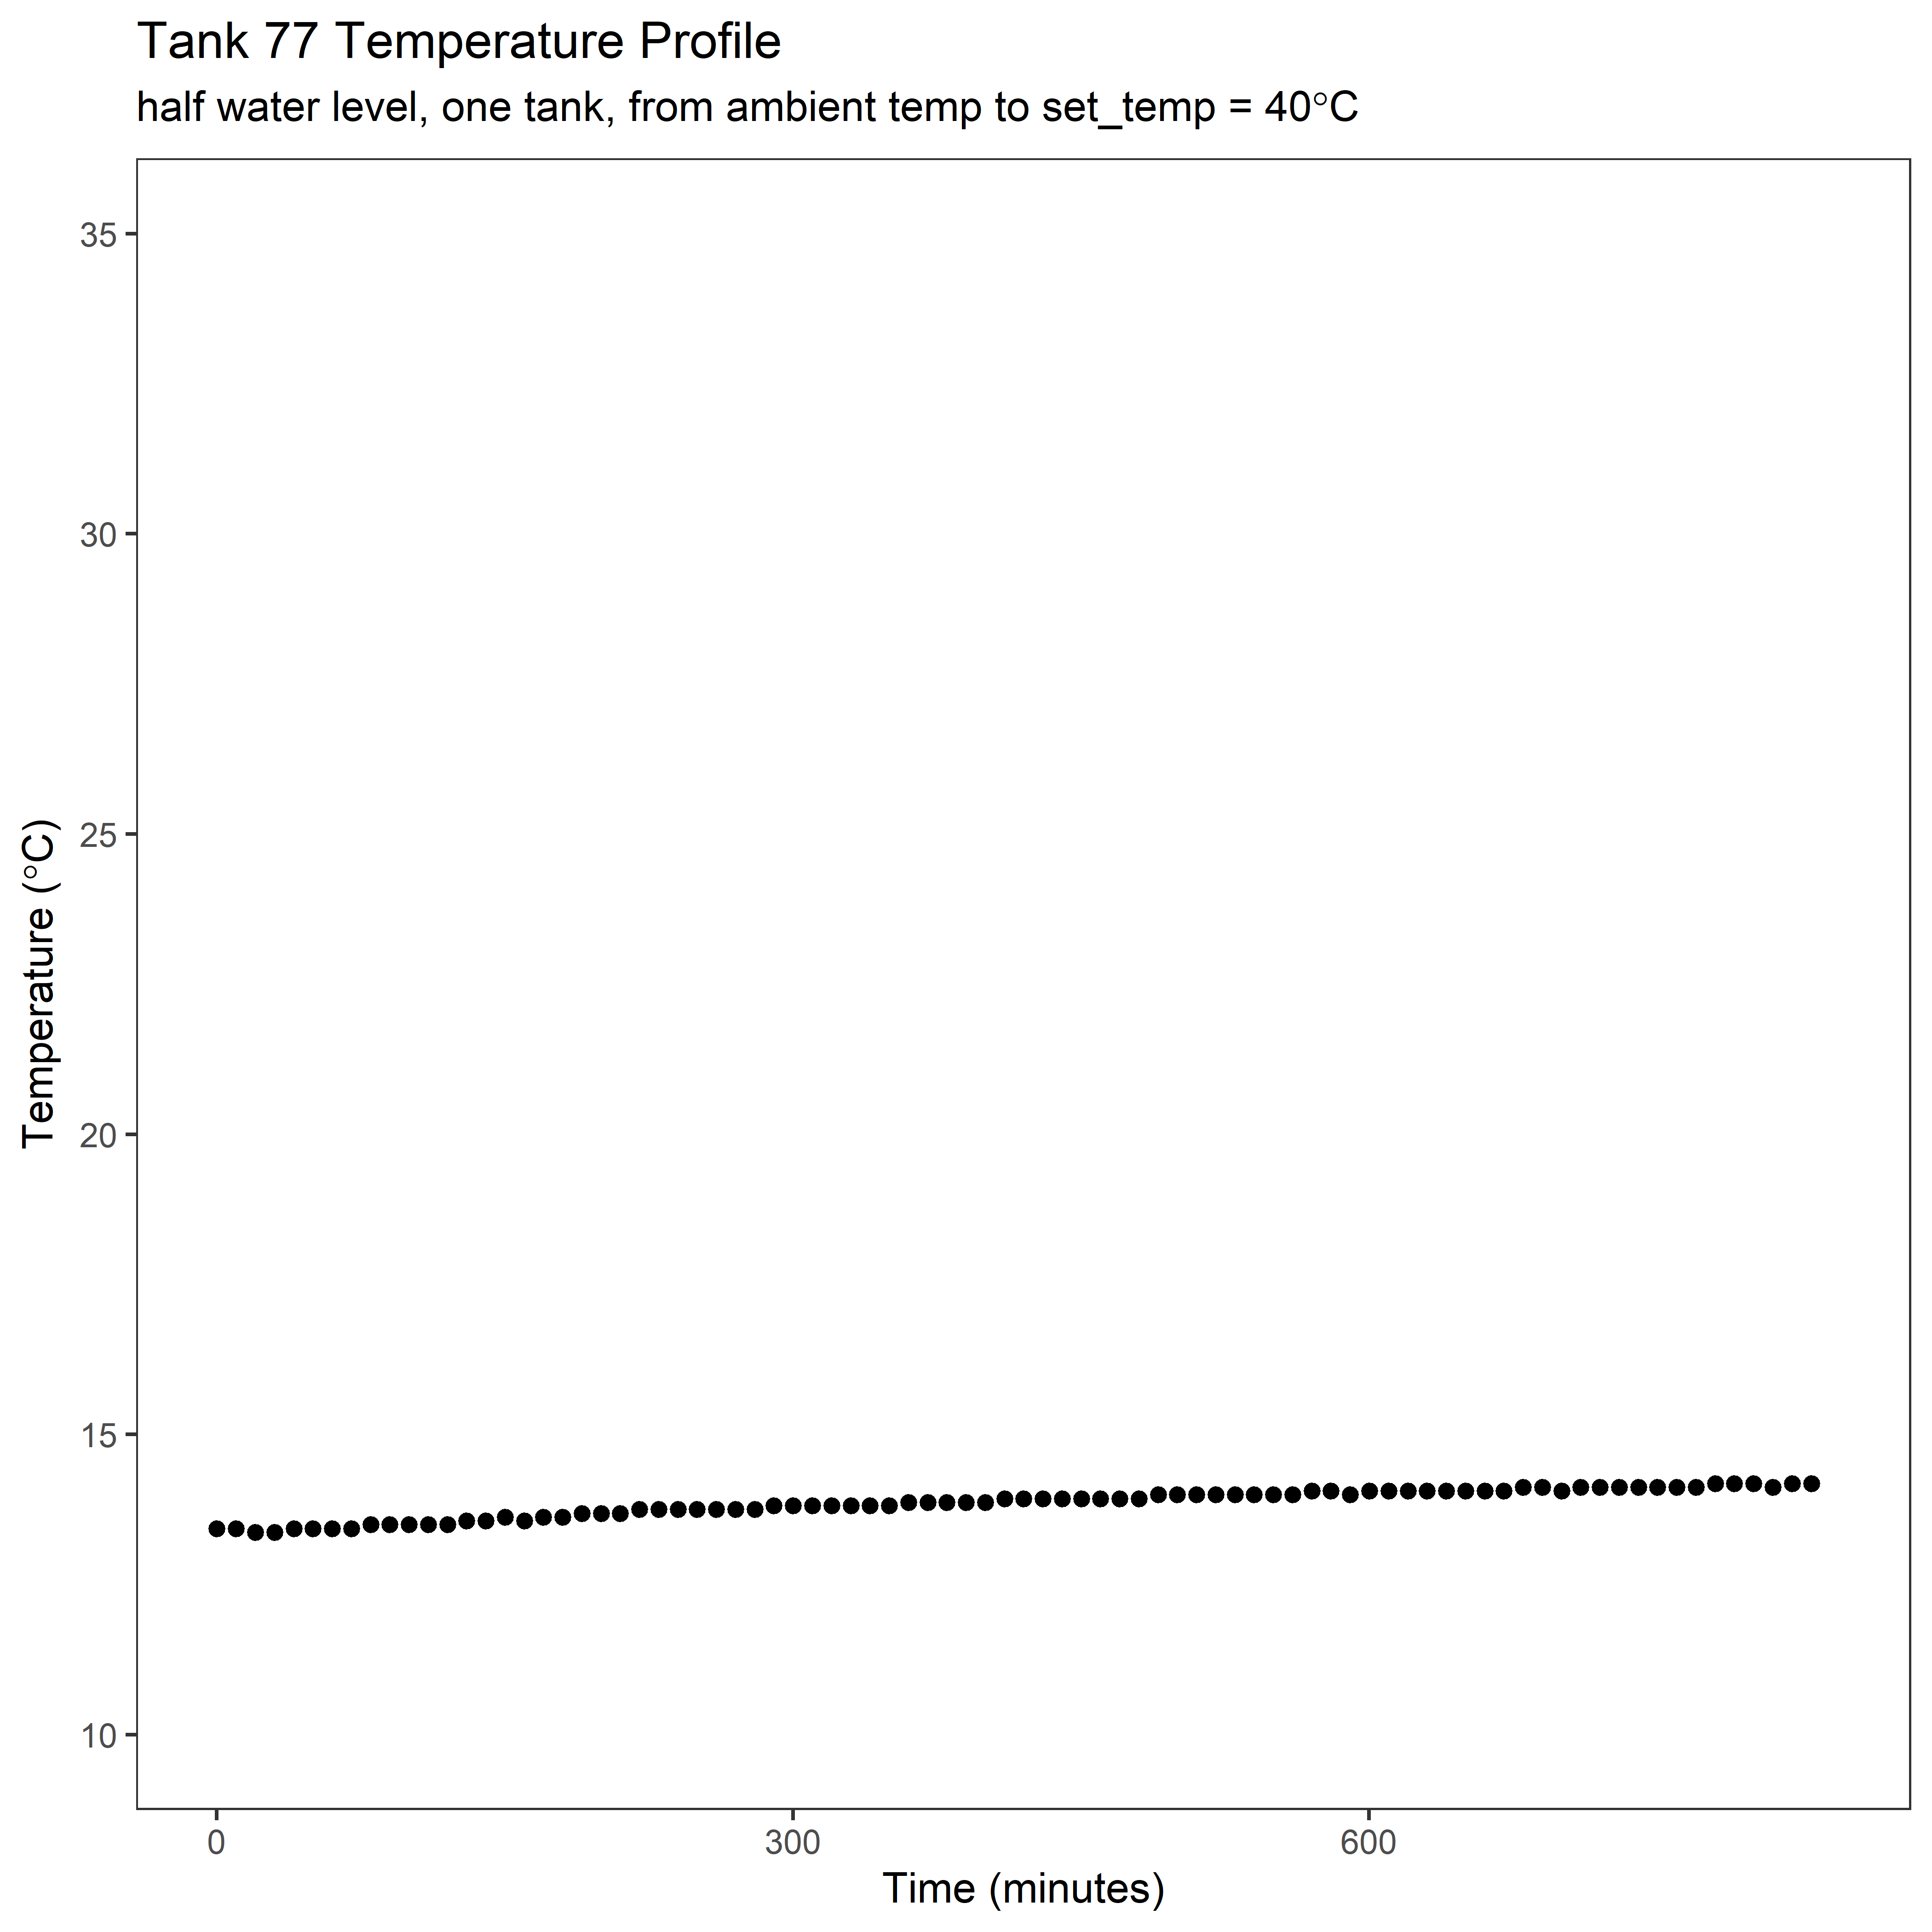 Tank 77 Temperature Profile
half water level, one tank, from ambient temp to set_temp = 40°C
35
30
25
20
15
10
Temperature (°C)
0 300 600
Time (minutes)